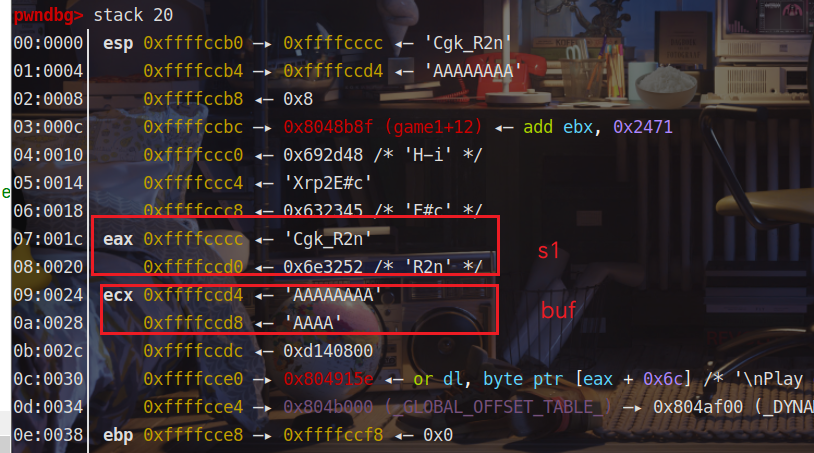 pwndbg> stack 20
00:0000 esp 0xffffccb0 —▸ 0xffffcccc ◂— 'Cgk_R2n'
01:0004 0xffffccb4 —▸ 0xffffccd4 ◂— 'AAAAAAAA'
02:0008 0xffffccb8 ◂— 0x8
03:000c 0xffffccbc —▸ 0x8048b8f (game1+12) ◂— add ebx, 0x2471
04:0010 0xffffccc0 ◂— 0x692d48 /* 'H-i' */
05:0014 0xffffccc4 ◂— 'Xrp2E#c'
06:0018 0xffffccc8 ◂— 0x632345 /* 'E#c' */
07:001c eax 0xffffcccc ◂— 'Cgk_R2n'
s1
08:0020 0xffffccd0 ◂— 0x6e3252 /* 'R2n' */
09:0024 ecx 0xffffccd4 ◂— 'AAAAAAAA'
buf
0a:0028 0xffffccd8 ◂— 'AAAA'
0b:002c 0xffffccdc ◂— 0xd140800
0c:0030 0xffffcce0 —▸ 0x804915e ◂— or dl, byte ptr [eax + 0x6c] /* '\nPlay
0d:0034 0xffffcce4 —▸ 0x804b000 (_GLOBAL_OFFSET_TABLE_) —▸ 0x804af00 (_DYNA
0e:0038 ebp 0xffffcce8 —▸ 0xffffccf8 ◂— 0x0